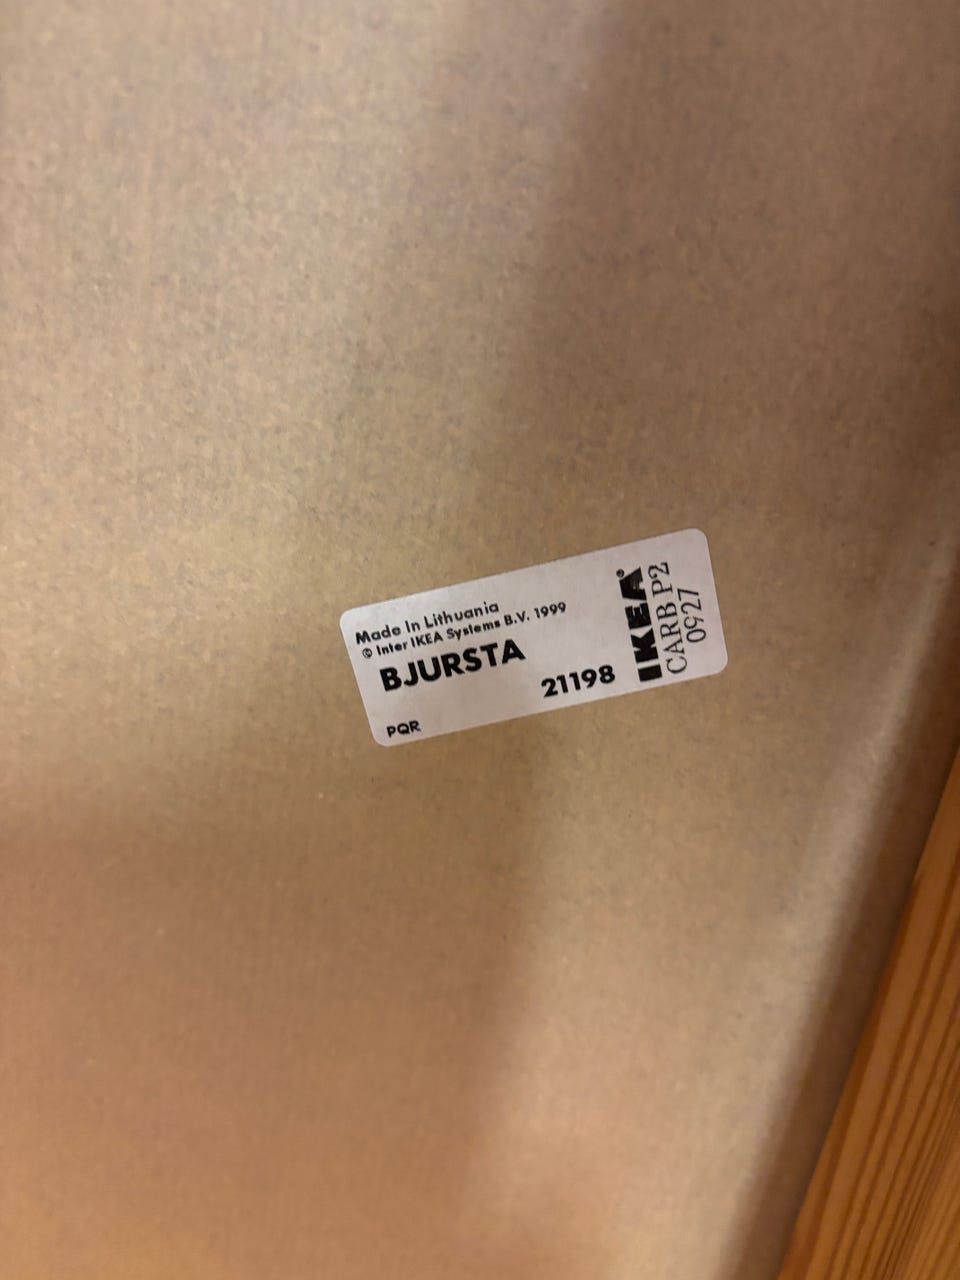 Made In Lithuania
© Inter IKEA Systems B.V. 1999
BJURSTA
21198
PQR
IKEA®
CARB P2
0927